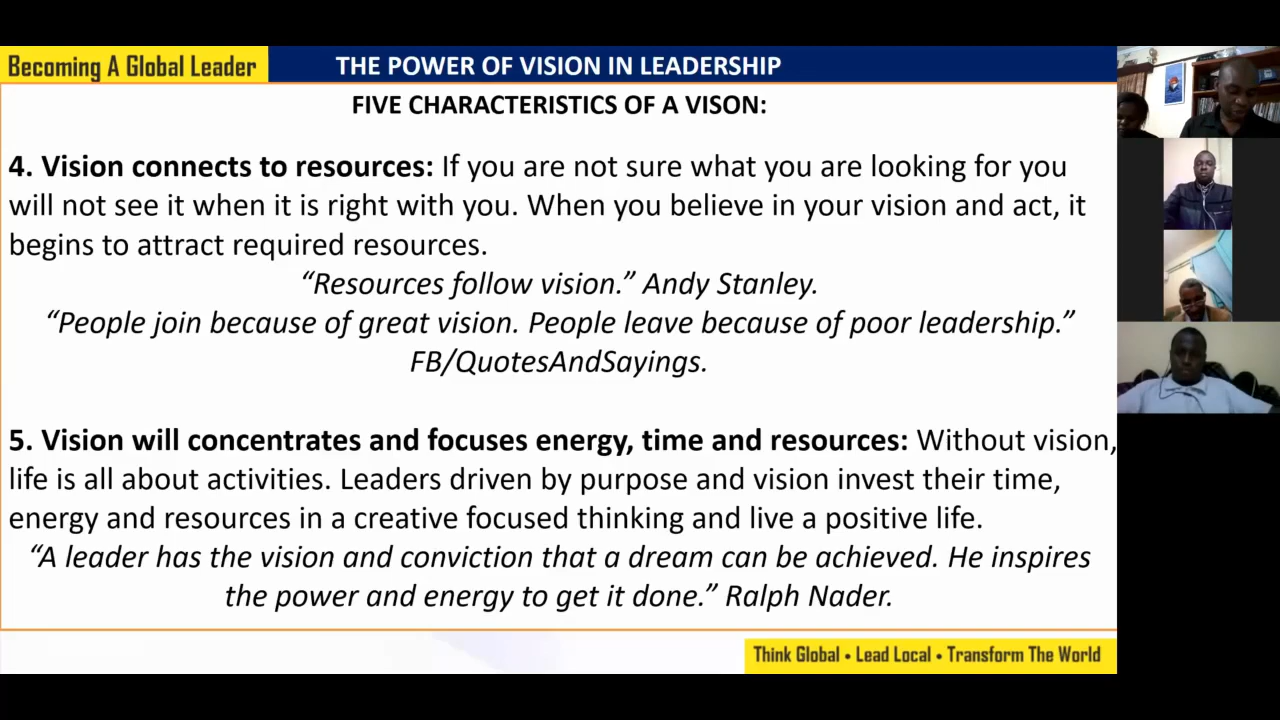 Becoming A Global Leader
THE POWER OF VISION IN LEADERSHIP
FIVE CHARACTERISTICS OF A VISON:
4. Vision connects to resources: If you are not sure what you are looking for you
will not see it when it is right with you. When you believe in your vision and act, it
begins to attract required resources.
“Resources follow vision.” Andy Stanley.
“People join because of great vision. People leave because of poor leadership.”
FB/QuotesAndSayings.
5. Vision will concentrates and focuses energy, time and resources: Without vision,
life is all about activities. Leaders driven by purpose and vision invest their time,
energy and resources in a creative focused thinking and live a positive life.
“A leader has the vision and conviction that a dream can be achieved. He inspires
the power and energy to get it done.” Ralph Nader.
Think Global • Lead Local • Transform The World